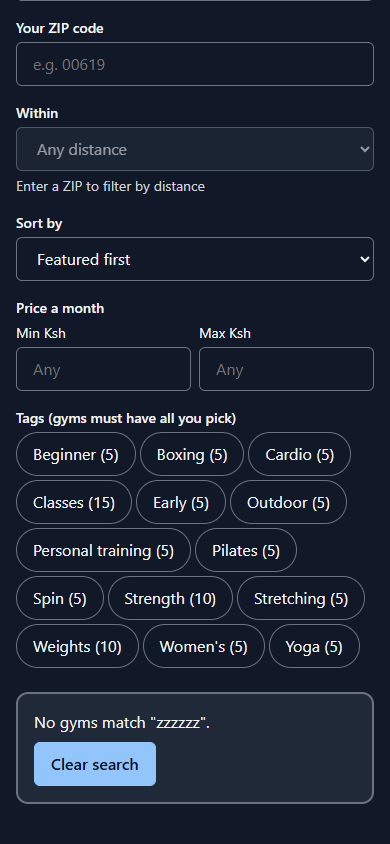 Your ZIP code
e.g. 00619
Within
Any distance
Enter a ZIP to filter by distance
Sort by
Featured first
Price a month
Min Ksh Max Ksh
Any Any
Tags (gyms must have all you pick)
Beginner (5) Boxing (5) Cardio (5)
Classes (15) Early (5) Outdoor (5)
Personal training (5) Pilates (5)
Spin (5) Strength (10) Stretching (5)
Weights (10) Women's (5) Yoga (5)
No gyms match "zzzzzz".
Clear search